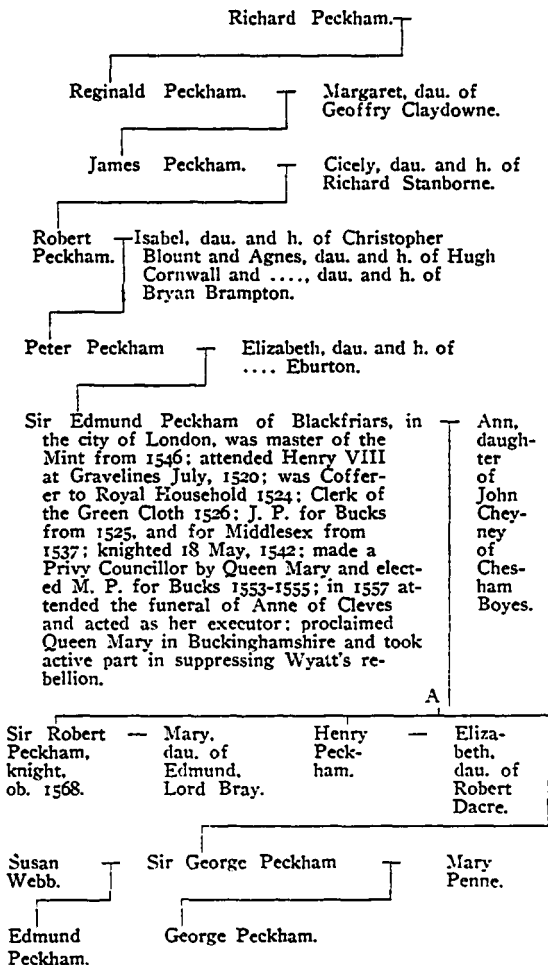 Richard Peckham.
Reginald Peckham.
Margaret, dau. of
Geoffry Claydowne.
James Peckham.
Cicely, dau. and h. of
Richard Stanborne.
Robert
Peckham.
Isabel, dau. and h. of Christopher
Blount and Agnes, dau. and h. of Hugh
Cornwall and ...., dau. and h. of
Bryan Brampton.
Peter Peckham
Elizabeth, dau. and h. of
.... Eburton.
Sir Edmund Peckham of Blackfriars, in
the city of London, was master of the
Mint from 1546; attended Henry VIII
at Gravelines July, 1520; was Coffer-
er to Royal Household 1524; Clerk of
the Green Cloth 1526; J. P. for Bucks
from 1525, and for Middlesex from
1537; knighted 18 May, 1542; made a
Privy Councillor by Queen Mary and elect-
ed M. P. for Bucks 1553-1555; in 1557 at-
tended the funeral of Anne of Cleves
and acted as her executor; proclaimed
Queen Mary in Buckinghamshire and took
active part in suppressing Wyatt's re-
bellion.
Ann,
daugh-
ter
of
John
Chey-
ney
of
Ches-
ham
Boyes.
A
Sir Robert
Peckham,
knight,
ob. 1568.
Mary,
dau. of
Edmund,
Lord Bray.
Henry
Peck-
ham.
Eliza-
beth,
dau. of
Robert
Dacre.
Susan
Webb.
Sir George Peckham
Mary
Penne.
Edmund
Peckham.
George Peckham.